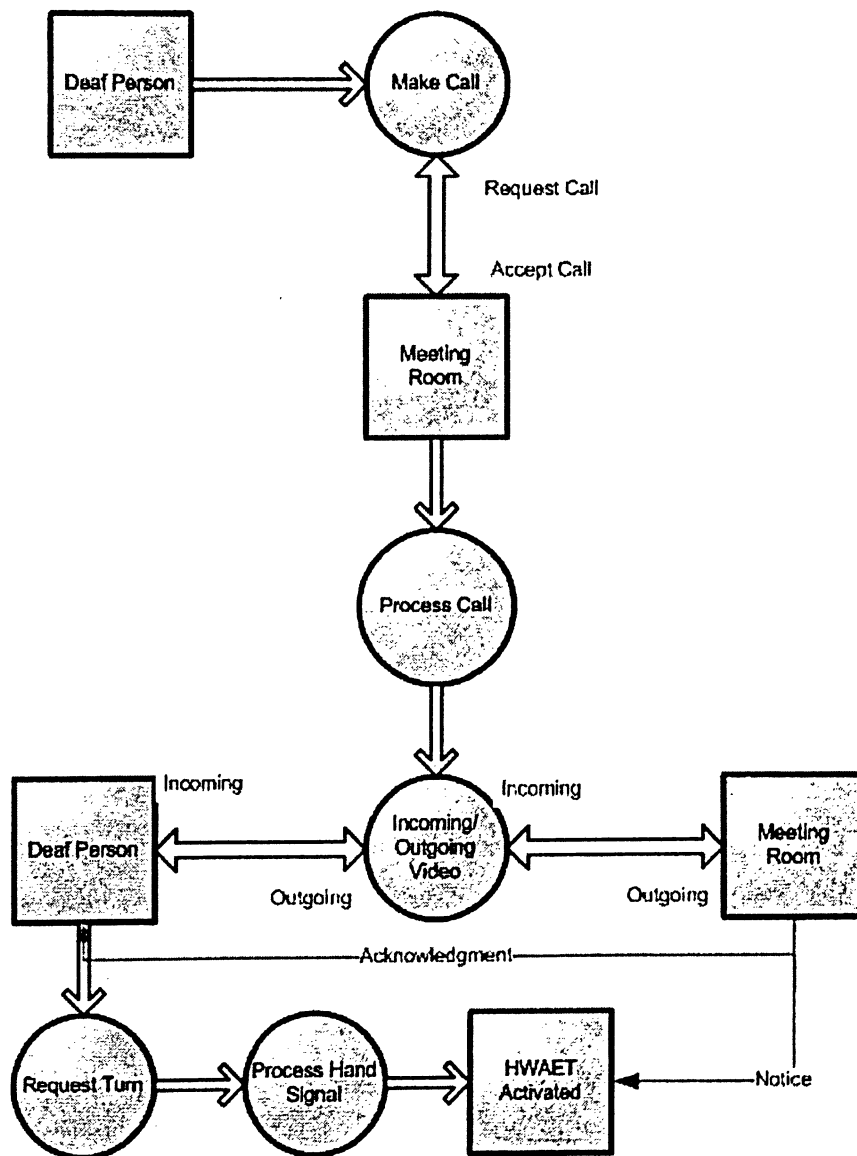 Deaf Person
Make Call
Request Call
Accept Call
Meeting
Room
Process Call
Incoming
Incoming
Deaf Person
Incoming/
Outgoing
Video
Meeting
Room
Outgoing
Outgoing
Acknowledgment
Request Turn
Process Hand
Signal
HWAET
Activated
Notice